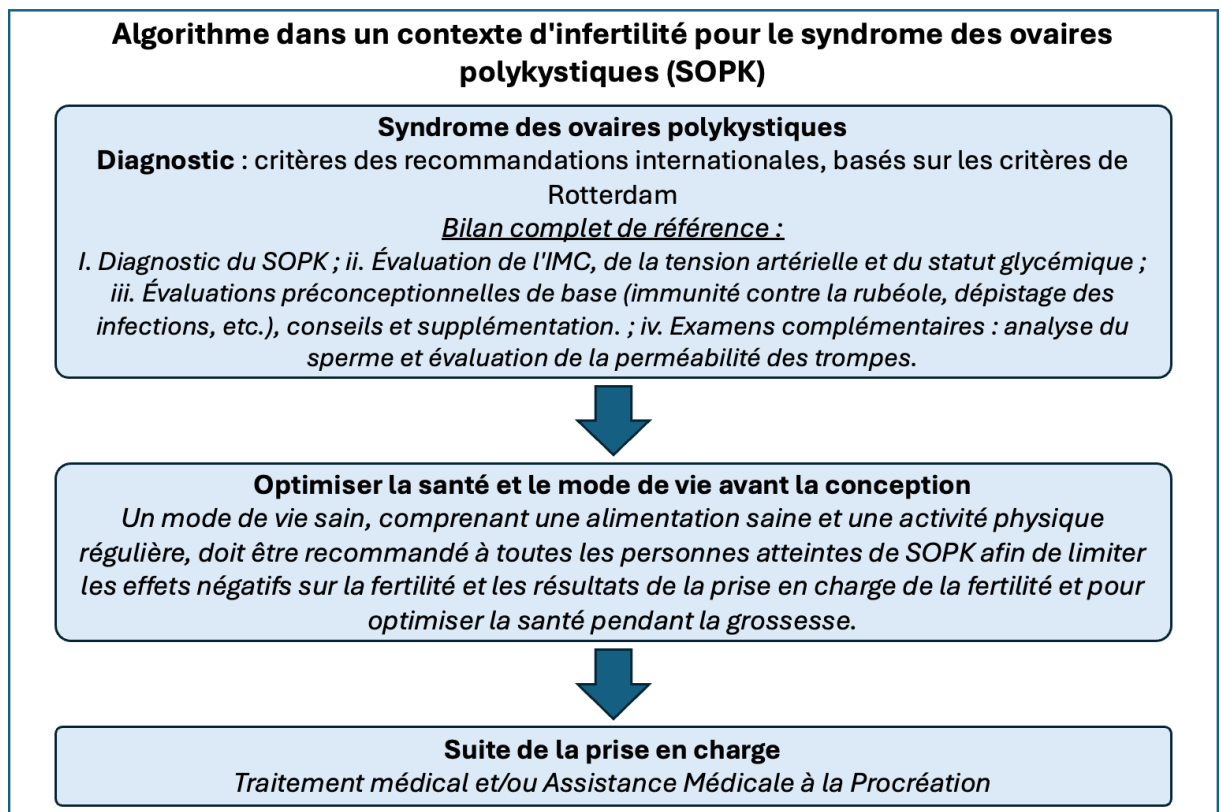 Algorithme dans un contexte d'infertilité pour le syndrome des ovaires
polykystiques (SOPK)
Syndrome des ovaires polykystiques
Diagnostic : critères des recommandations internationales, basés sur les critères de
Rotterdam
Bilan complet de référence :
I. Diagnostic du SOPK ; ii. Évaluation de l'IMC, de la tension artérielle et du statut glycémique ;
iii. Évaluations préconceptionnelles de base (immunité contre la rubéole, dépistage des
infections, etc.), conseils et supplémentation. ; iv. Examens complémentaires : analyse du
sperme et évaluation de la perméabilité des trompes.
Optimiser la santé et le mode de vie avant la conception
Un mode de vie sain, comprenant une alimentation saine et une activité physique
régulière, doit être recommandé à toutes les personnes atteintes de SOPK afin de limiter
les effets négatifs sur la fertilité et les résultats de la prise en charge de la fertilité et pour
optimiser la santé pendant la grossesse.
Suite de la prise en charge
Traitement médical et/ou Assistance Médicale à la Procréation